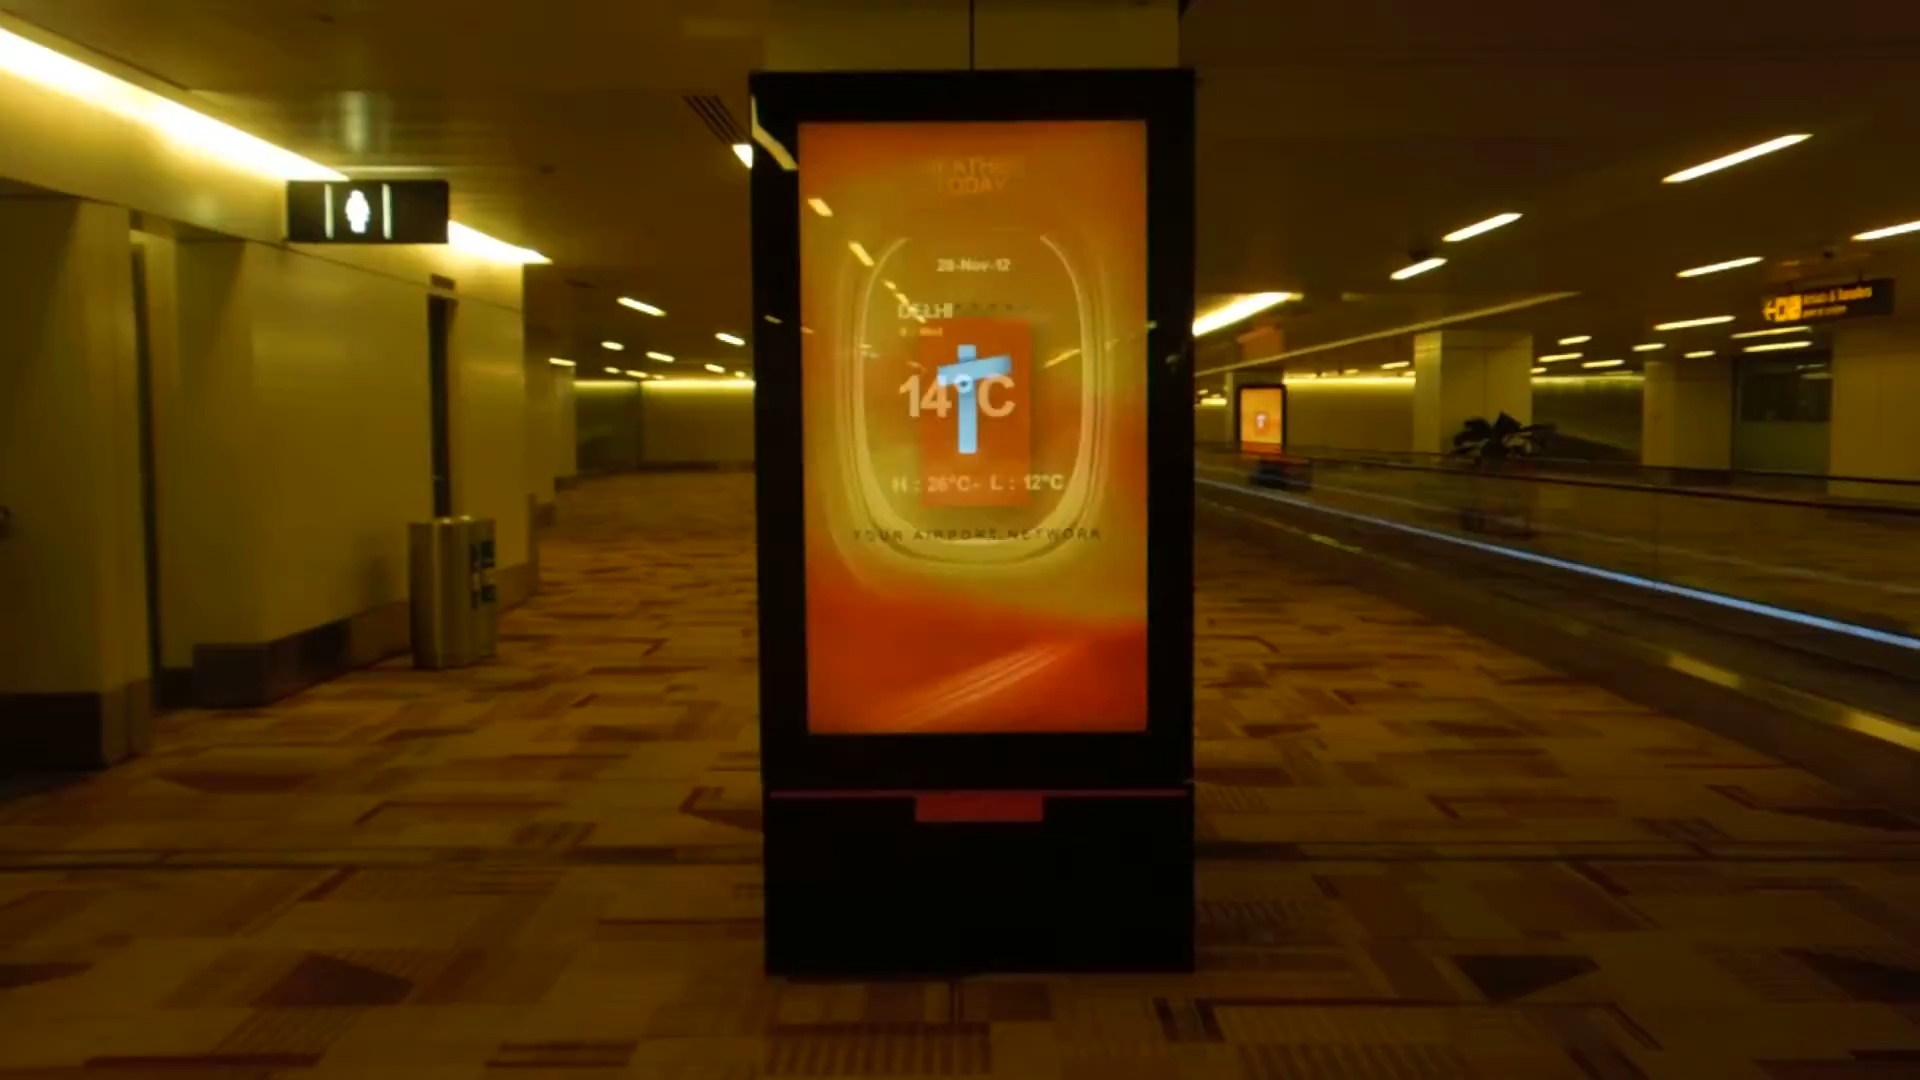 TODAY
28-Nov-12
DELHI
14°C
H : 26°C- L : 12°C
YOUR AIRPORT NETWORK